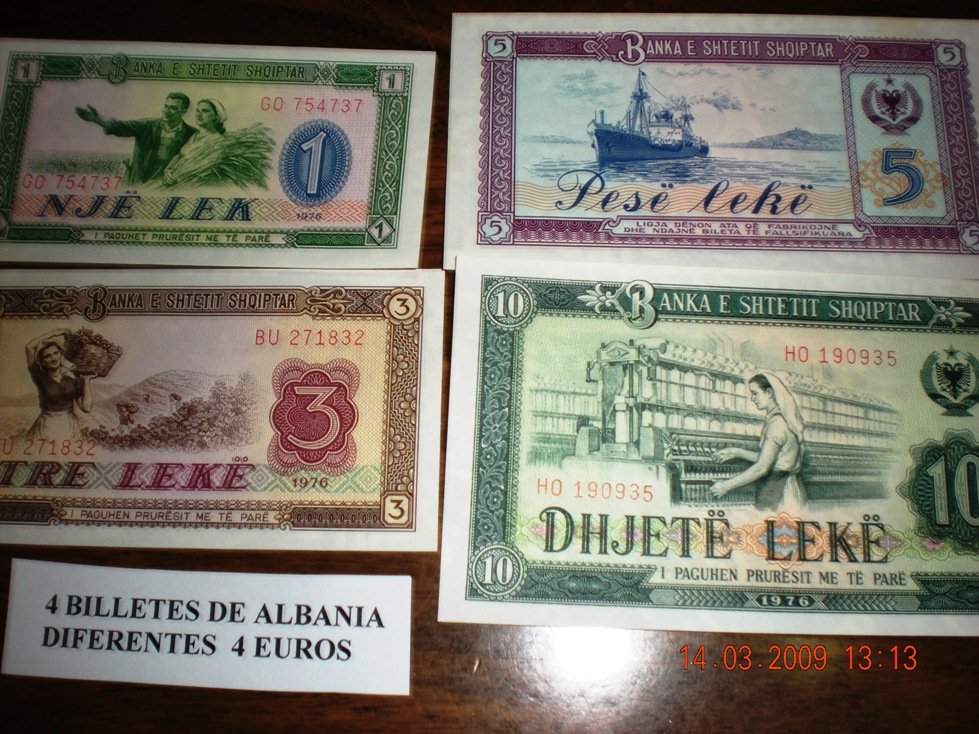 1 BANKA E SHTETIT SHQIPTAR 1
GO 754737
1
GO 754737
NJË LEK 1976
I PAGUHET PRURËSIT ME TË PARË 1
5 BANKA E SHTETIT SHQIPTAR 5
5
Pesë lekë
5 LIGJA DËNON ATA QË FABRIKOJNË 5
DHE NDAJNË BILETA TË FALLSIFIKUARA
BANKA E SHTETIT SHQIPTAR 3
BU 271832
3
U 271832
TRE LEKË 1976
I PAGUHEN PRURËSIT ME TË PARË 3
10 BANKA E SHTETIT SHQIPTAR
HO 190935
10
HO 190935
DHJETË LEKË
10 I PAGUHEN PRURËSIT ME TË PARË
1976
4 BILLETES DE ALBANIA
DIFERENTES 4 EUROS
14.03.2009 13:13